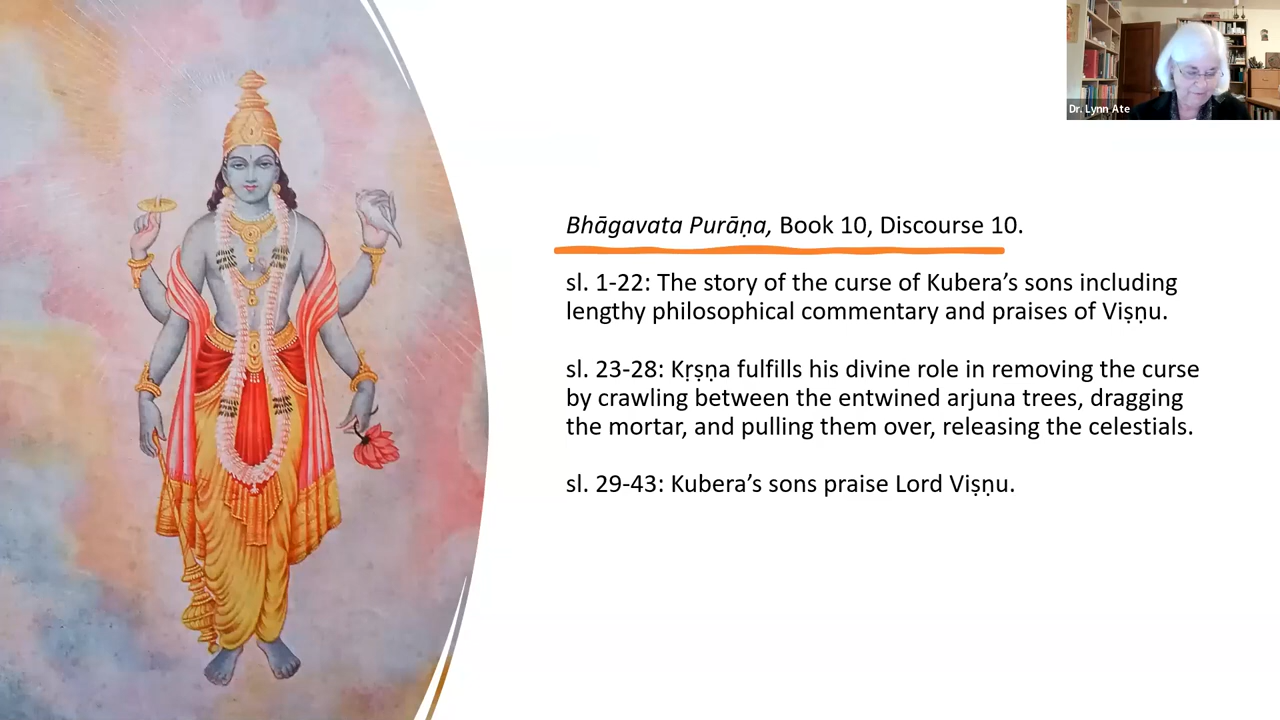 Dr. Lynn Ate
Bhāgavata Purāṇa, Book 10, Discourse 10.
sl. 1-22: The story of the curse of Kubera’s sons including
lengthy philosophical commentary and praises of Viṣṇu.
sl. 23-28: Kṛṣṇa fulfills his divine role in removing the curse
by crawling between the entwined arjuna trees, dragging
the mortar, and pulling them over, releasing the celestials.
sl. 29-43: Kubera’s sons praise Lord Viṣṇu.